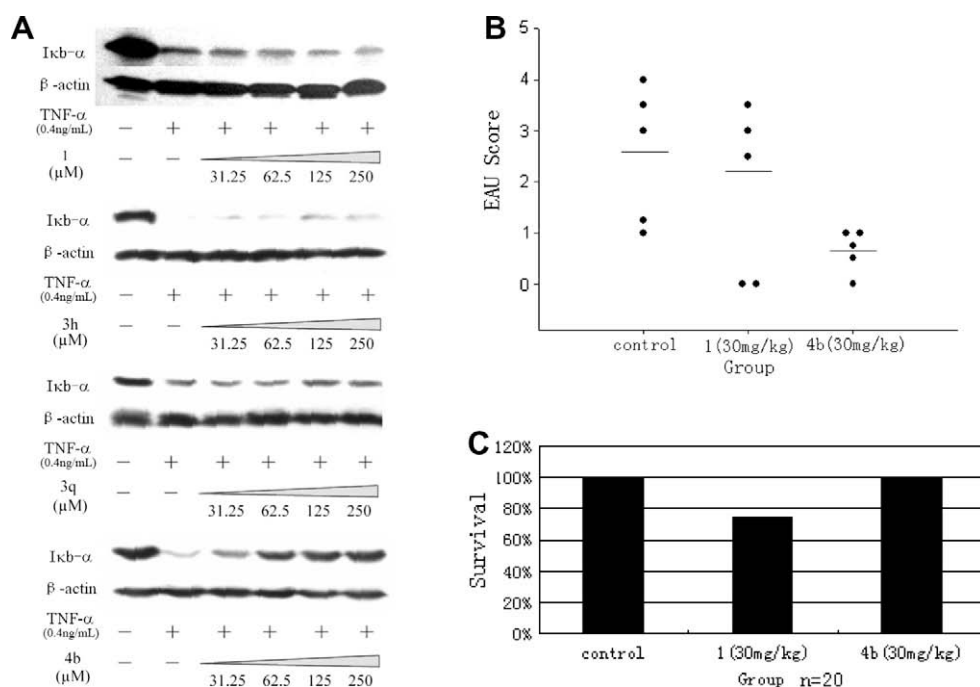 A
Iκb-α
β-actin
TNF-α
(0.4ng/mL)
— + + + + +
1
(μM)
— — 31.25 62.5 125 250
Iκb-α
β-actin
TNF-α
(0.4ng/mL)
— + + + + +
3h
(μM)
— — 31.25 62.5 125 250
Iκb-α
β-actin
TNF-α
(0.4ng/mL)
— + + + + +
3q
(μM)
— — 31.25 62.5 125 250
Iκb-α
β-actin
TNF-α
(0.4ng/mL)
— + + + + +
4b
(μM)
— — 31.25 62.5 125 250
B
EAU Score
5
4
3
2
1
0
control 1(30mg/kg) 4b(30mg/kg)
Group
C
Survival
120%
100%
80%
60%
40%
20%
0%
control 1(30mg/kg) 4b(30mg/kg)
Group n=20